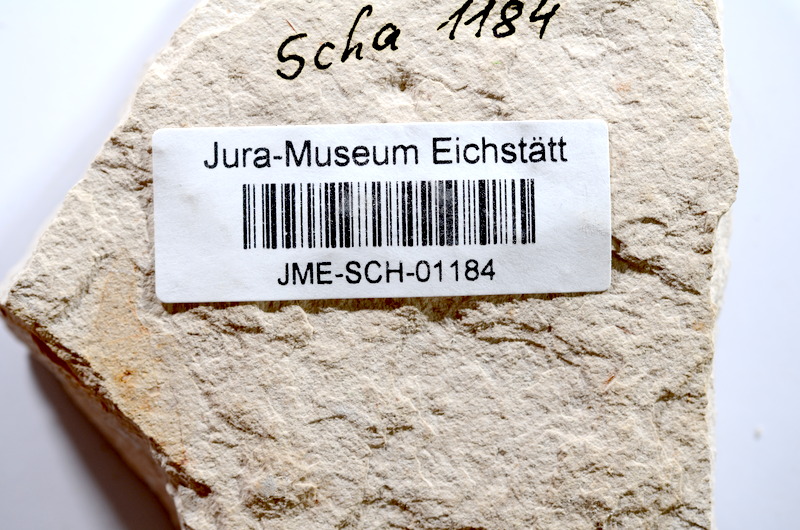 Scha 1184
Jura-Museum Eichstätt
JME-SCH-01184